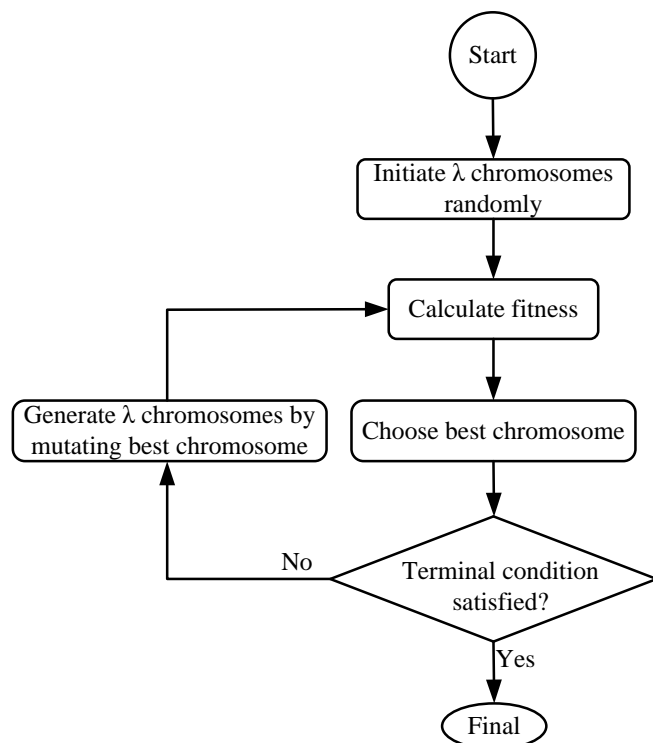 Start
Initiate λ chromosomes
randomly
Calculate fitness
Generate λ chromosomes by
mutating best chromosome
Choose best chromosome
No
Terminal condition
satisfied?
Yes
Final